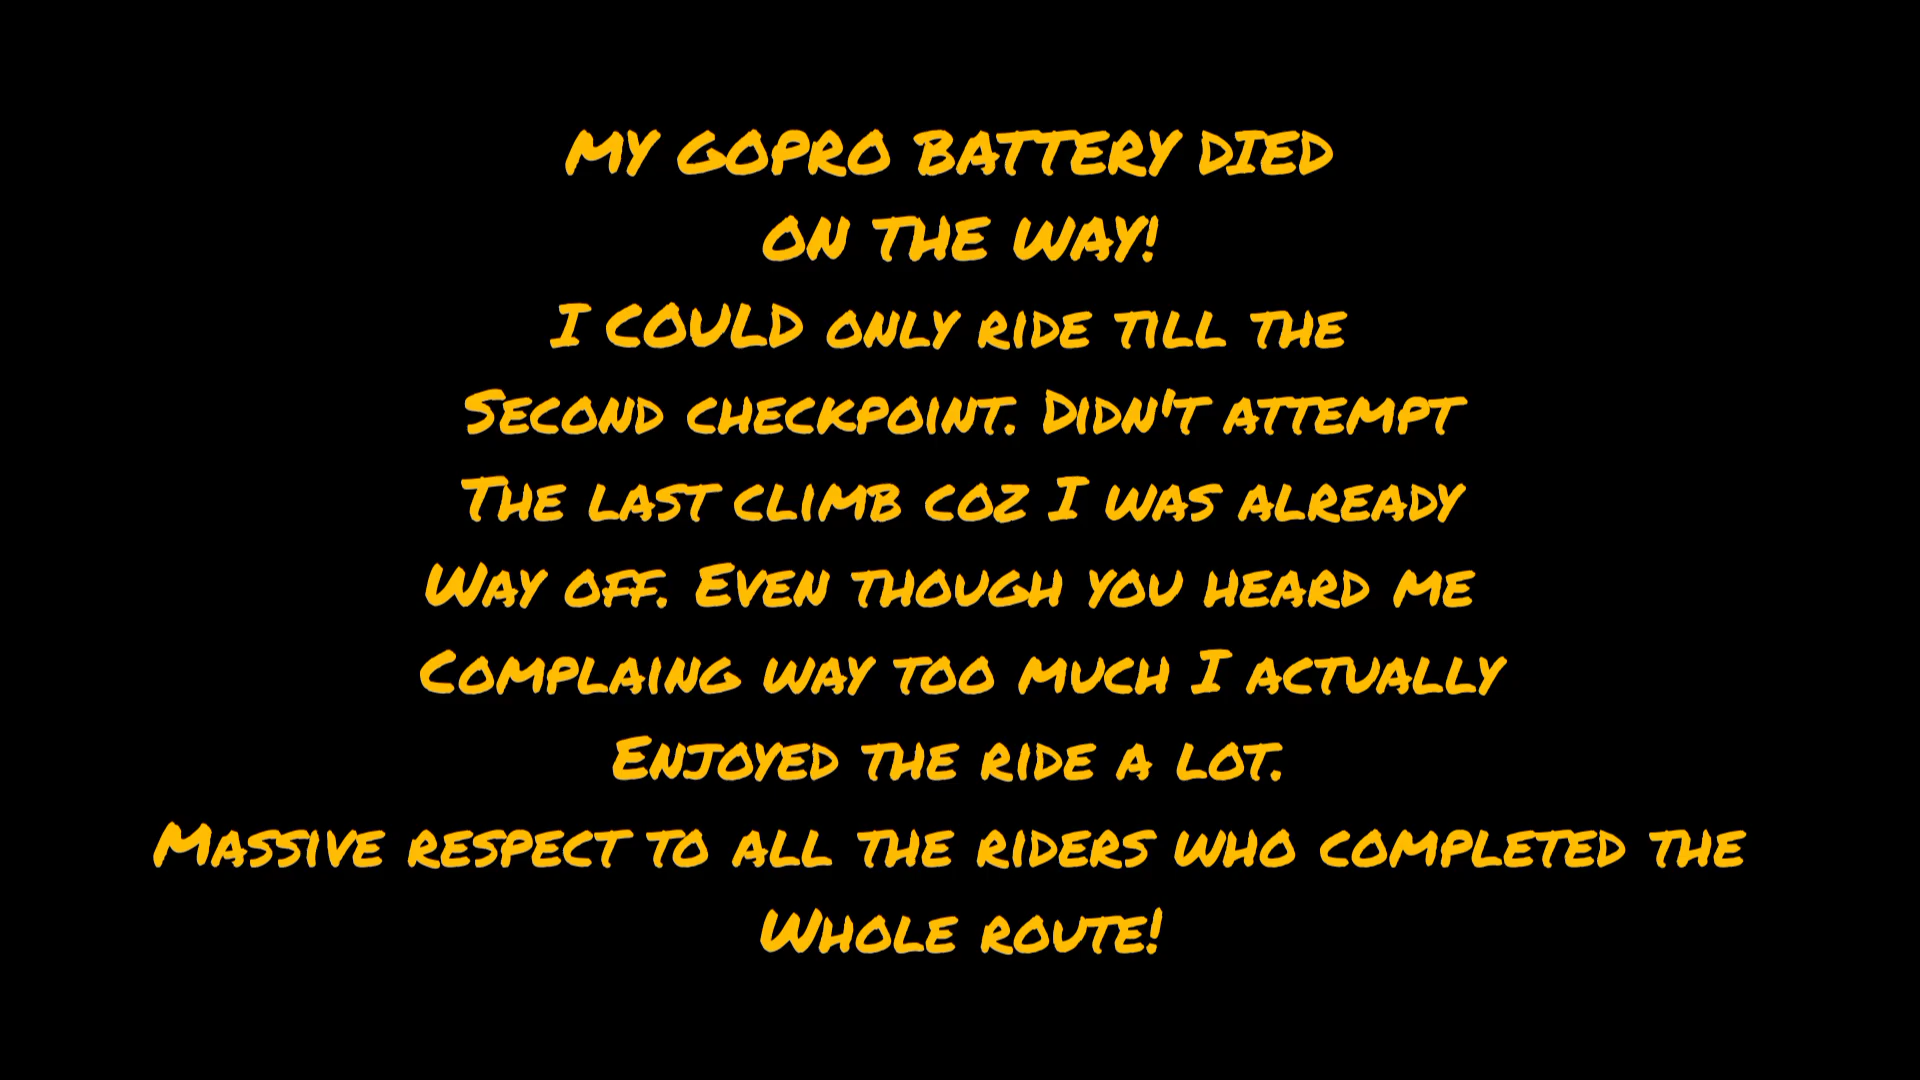 MY GOPRO BATTERY DIED
ON THE WAY!
I COULD only ride till the
Second checkpoint. Didn't attempt
The last climb coz I was already
Way off. Even though you heard me
Complaing way too much I actually
Enjoyed the ride a lot.
Massive respect to all the riders who completed the
Whole route!